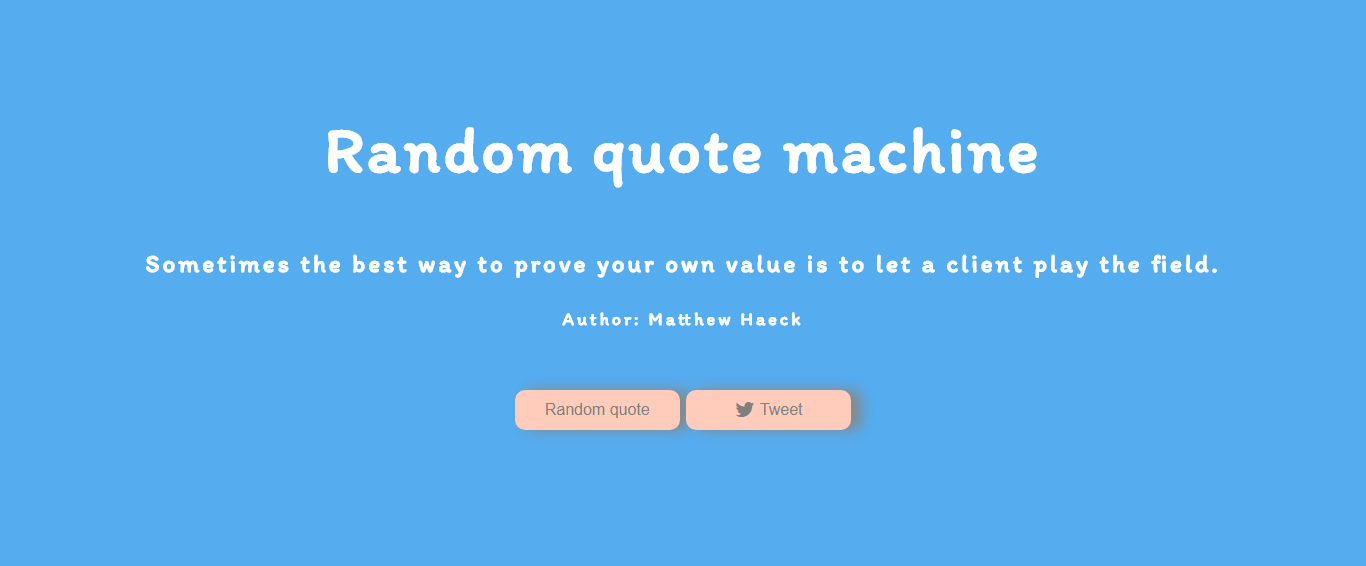 Random quote machine
Sometimes the best way to prove your own value is to let a client play the field.
Author: Matthew Haeck
Random quote
Tweet